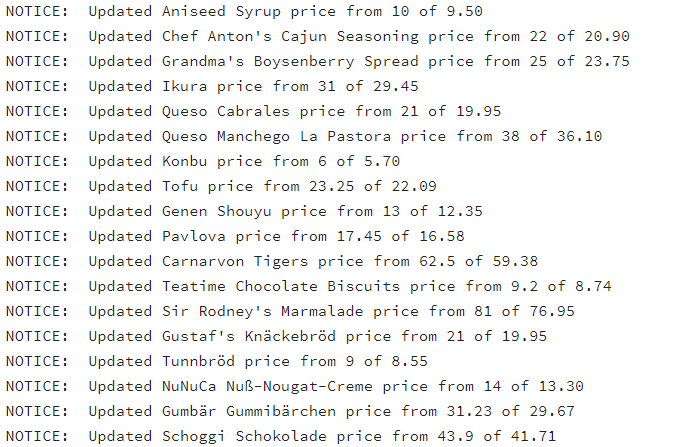 NOTICE:  Updated Aniseed Syrup price from 10 of 9.50
NOTICE:  Updated Chef Anton's Cajun Seasoning price from 22 of 20.90
NOTICE:  Updated Grandma's Boysenberry Spread price from 25 of 23.75
NOTICE:  Updated Ikura price from 31 of 29.45
NOTICE:  Updated Queso Cabrales price from 21 of 19.95
NOTICE:  Updated Queso Manchego La Pastora price from 38 of 36.10
NOTICE:  Updated Konbu price from 6 of 5.70
NOTICE:  Updated Tofu price from 23.25 of 22.09
NOTICE:  Updated Genen Shouyu price from 13 of 12.35
NOTICE:  Updated Pavlova price from 17.45 of 16.58
NOTICE:  Updated Carnarvon Tigers price from 62.5 of 59.38
NOTICE:  Updated Teatime Chocolate Biscuits price from 9.2 of 8.74
NOTICE:  Updated Sir Rodney's Marmalade price from 81 of 76.95
NOTICE:  Updated Gustaf's Knäckebröd price from 21 of 19.95
NOTICE:  Updated Tunnbröd price from 9 of 8.55
NOTICE:  Updated NuNuCa Nuß-Nougat-Creme price from 14 of 13.30
NOTICE:  Updated Gumbär Gummibärchen price from 31.23 of 29.67
NOTICE:  Updated Schoggi Schokolade price from 43.9 of 41.71